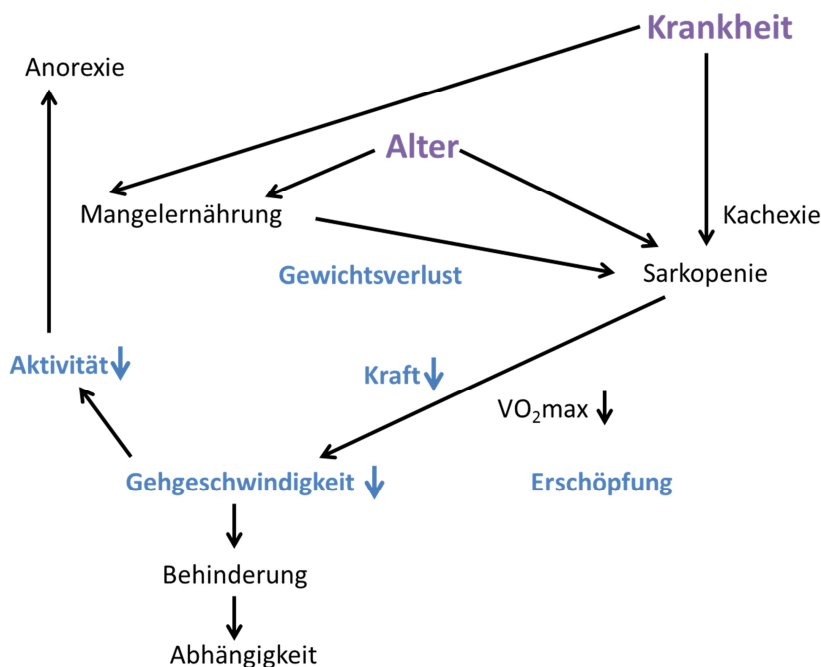 Krankheit
Anorexie
Alter
Mangelernährung
Kachexie
Gewichtsverlust
Sarkopenie
Aktivität
Kraft
VO₂max
Gehgeschwindigkeit
Erschöpfung
Behinderung
Abhängigkeit